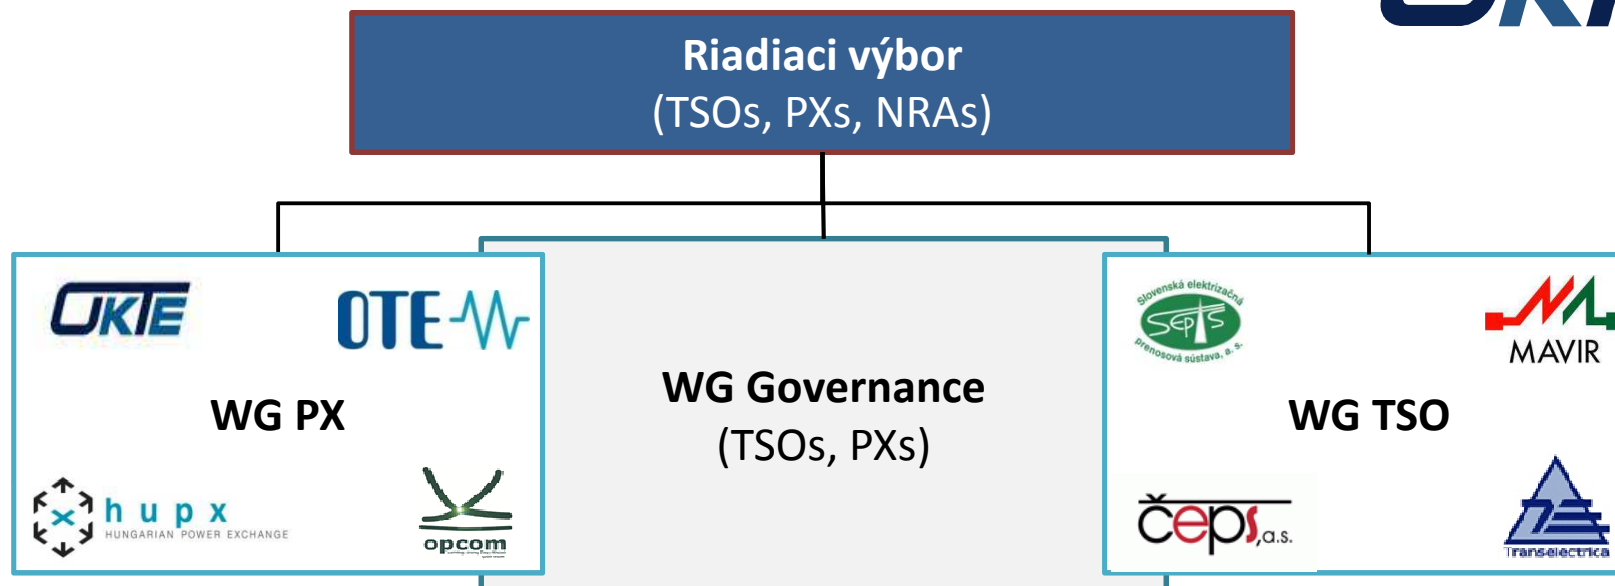 Riadiaci výbor
(TSOs, PXs, NRAs)
OKTE
OTE
WG PX
hupx
HUNGARIAN POWER EXCHANGE
opcom
WG Governance
(TSOs, PXs)
Slovenská elektrizačná
SEPS
prenosová sústava, a. s.
MAVIR
WG TSO
čeps,a.s.
Transelectrica